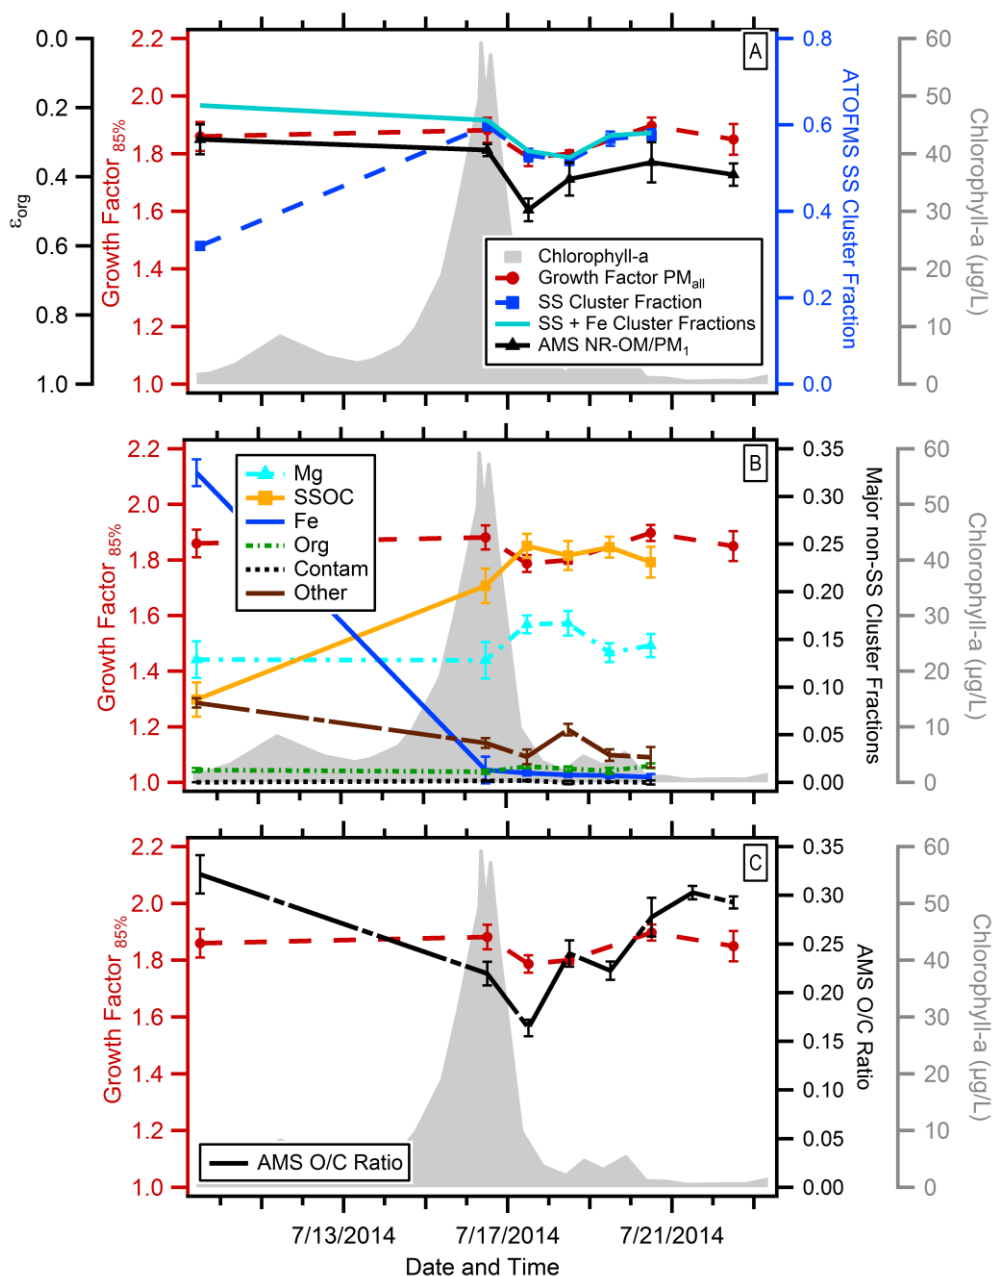 A
0.0
0.2
0.4
0.6
0.8
1.0
εorg
2.2
2.0
1.8
1.6
1.4
1.2
1.0
Growth Factor 85%
Chlorophyll-a
Growth Factor PMall
SS Cluster Fraction
SS + Fe Cluster Fractions
AMS NR-OM/PM1
0.8
0.6
0.4
0.2
0.0
ATOFMS SS Cluster Fraction
60
50
40
30
20
10
0
Chlorophyll-a (µg/L)
B
2.2
2.0
1.8
1.6
1.4
1.2
1.0
Growth Factor 85%
Mg
SSOC
Fe
Org
Contam
Other
0.35
0.30
0.25
0.20
0.15
0.10
0.05
0.00
Major non-SS Cluster Fractions
60
50
40
30
20
10
0
Chlorophyll-a (µg/L)
C
2.2
2.0
1.8
1.6
1.4
1.2
1.0
Growth Factor 85%
AMS O/C Ratio
0.35
0.30
0.25
0.20
0.15
0.10
0.05
0.00
AMS O/C Ratio
60
50
40
30
20
10
0
Chlorophyll-a (µg/L)
7/13/2014
7/17/2014
7/21/2014
Date and Time